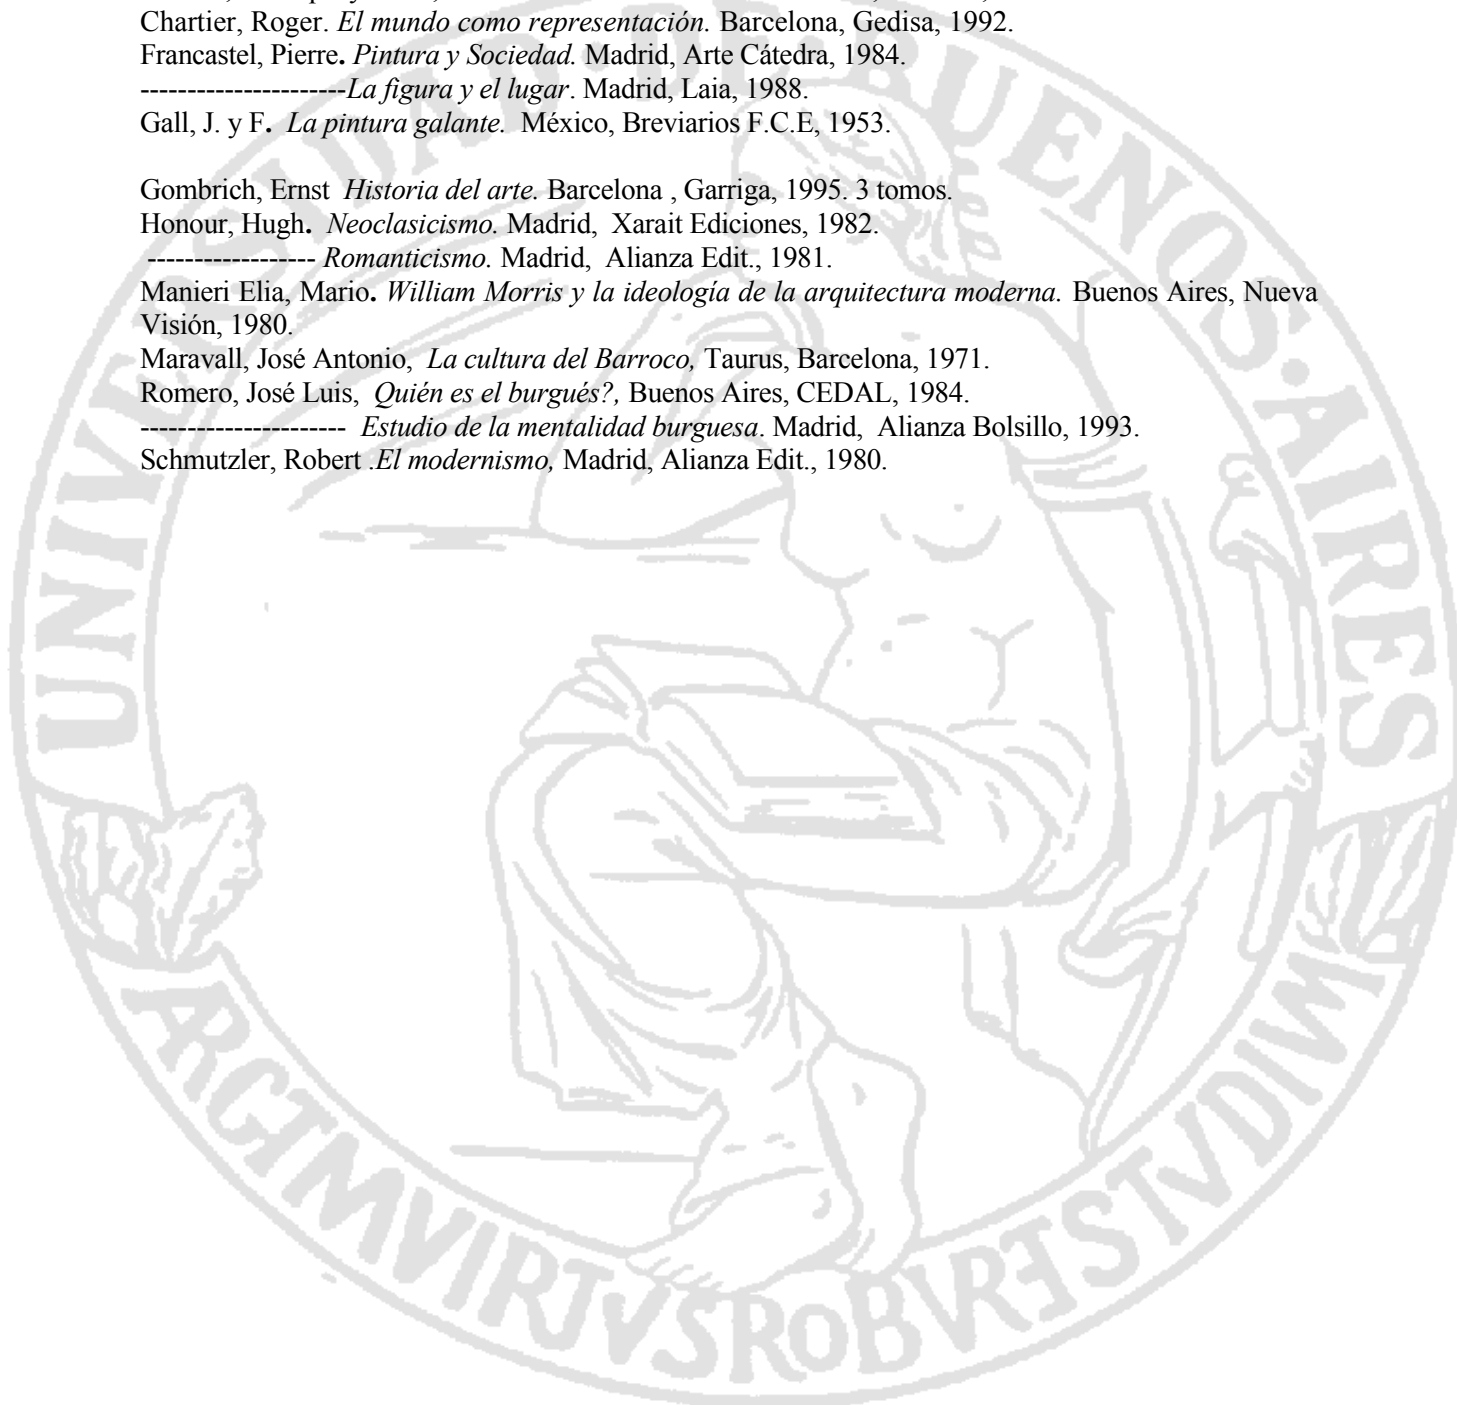 Chartier, Roger. El mundo como representación. Barcelona, Gedisa, 1992.
Francastel, Pierre. Pintura y Sociedad. Madrid, Arte Cátedra, 1984.
----------------------La figura y el lugar. Madrid, Laia, 1988.
Gall, J. y F. La pintura galante. México, Breviarios F.C.E, 1953.
Gombrich, Ernst Historia del arte. Barcelona , Garriga, 1995. 3 tomos.
Honour, Hugh. Neoclasicismo. Madrid, Xarait Ediciones, 1982.
------------------ Romanticismo. Madrid, Alianza Edit., 1981.
Manieri Elia, Mario. William Morris y la ideología de la arquitectura moderna. Buenos Aires, Nueva
Visión, 1980.
Maravall, José Antonio, La cultura del Barroco, Taurus, Barcelona, 1971.
Romero, José Luis, Quién es el burgués?, Buenos Aires, CEDAL, 1984.
---------------------- Estudio de la mentalidad burguesa. Madrid, Alianza Bolsillo, 1993.
Schmutzler, Robert .El modernismo, Madrid, Alianza Edit., 1980.
UNIVERSIDAD·DE·BUENOS·AIRES
ARGTMVIRTVSROBVRETSTVDIVM